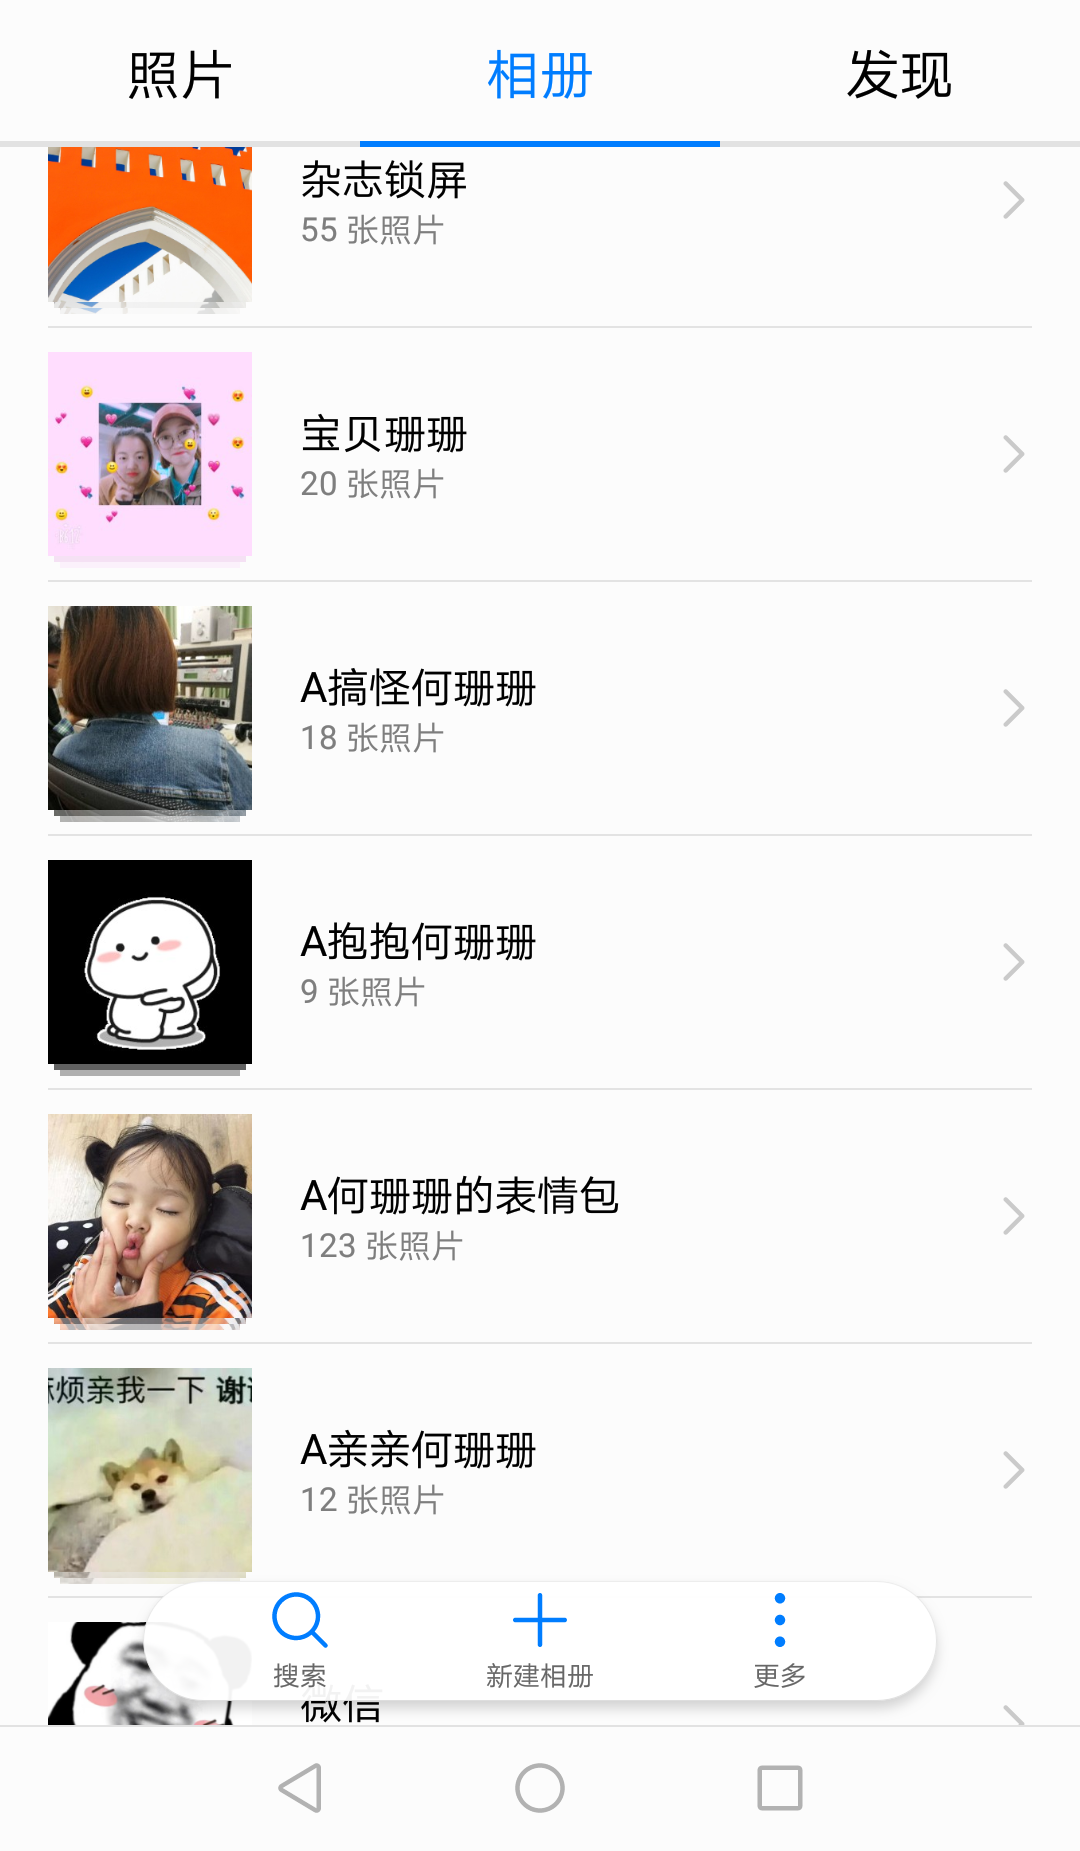 照片 相册 发现
杂志锁屏
55 张照片
宝贝珊珊
20 张照片
A搞怪何珊珊
18 张照片
A抱抱何珊珊
9 张照片
A何珊珊的表情包
123 张照片
烦亲我一下 谢
A亲亲何珊珊
12 张照片
搜索 新建相册 更多
微信